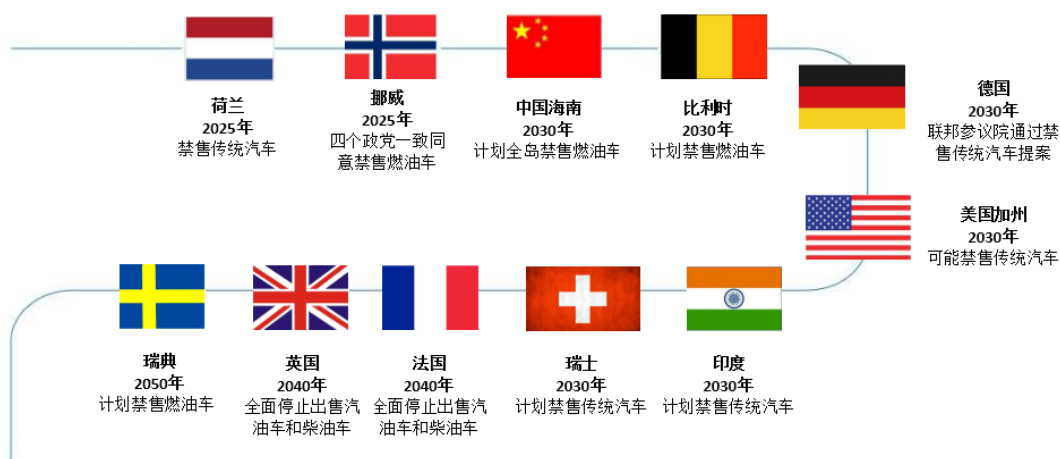 荷兰
2025年
禁售传统汽车
挪威
2025年
四个政党一致同
意禁售燃油车
中国海南
2030年
计划全岛禁售燃油车
比利时
2030年
计划禁售燃油车
德国
2030年
联邦参议院通过禁
售传统汽车提案
美国加州
2030年
可能禁售传统汽车
瑞典
2050年
计划禁售燃油车
英国
2040年
全面停止出售汽
油车和柴油车
法国
2040年
全面停止出售汽
油车和柴油车
瑞士
2030年
计划禁售传统汽车
印度
2030年
计划禁售传统汽车